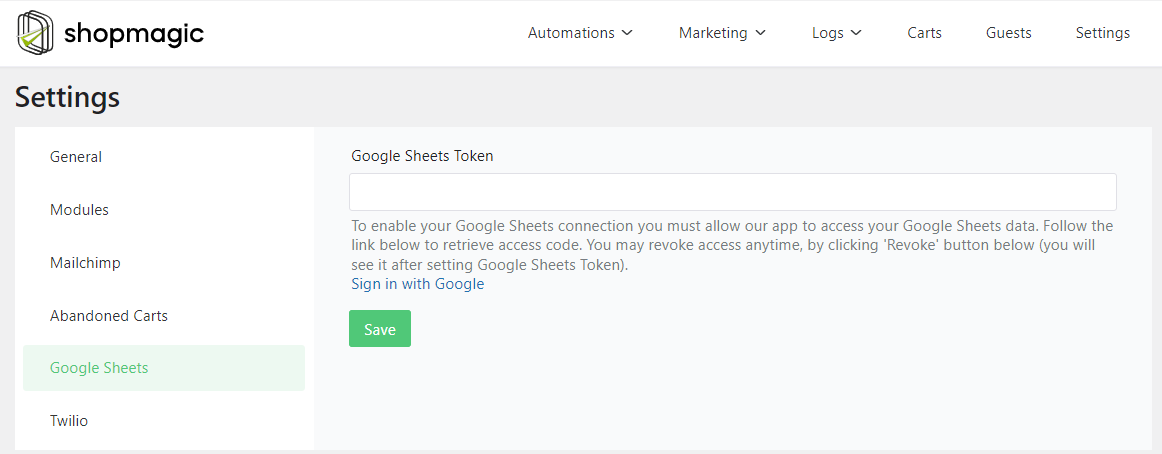 shopmagic
Automations
Marketing
Logs
Carts
Guests
Settings
Settings
General
Modules
Mailchimp
Abandoned Carts
Google Sheets
Twilio
Google Sheets Token
To enable your Google Sheets connection you must allow our app to access your Google Sheets data. Follow the
link below to retrieve access code. You may revoke access anytime, by clicking 'Revoke' button below (you will
see it after setting Google Sheets Token).
Sign in with Google
Save